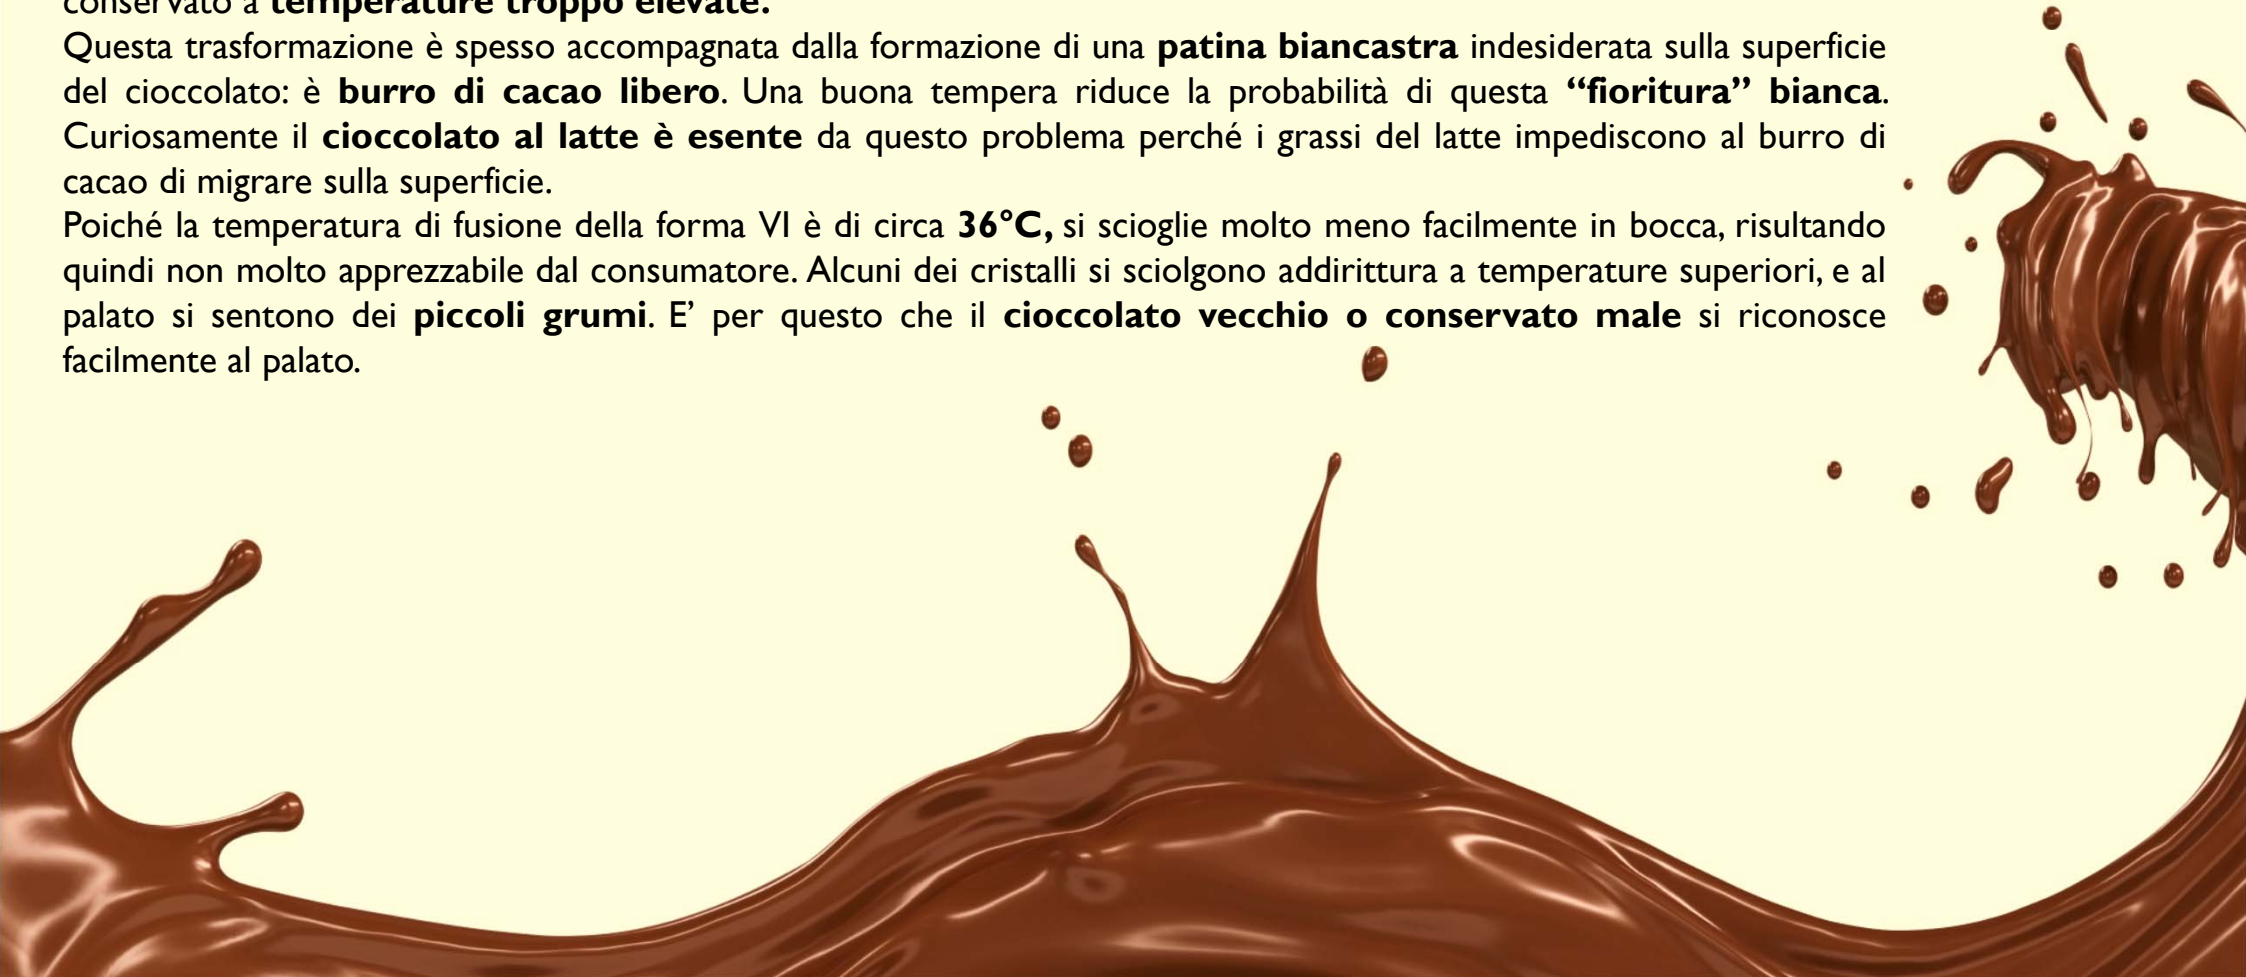 conservato a temperature troppo elevate.
Questa trasformazione è spesso accompagnata dalla formazione di una patina biancastra indesiderata sulla superficie
del cioccolato: è burro di cacao libero. Una buona tempera riduce la probabilità di questa “fioritura” bianca.
Curiosamente il cioccolato al latte è esente da questo problema perché i grassi del latte impediscono al burro di
cacao di migrare sulla superficie.
Poiché la temperatura di fusione della forma VI è di circa 36°C, si scioglie molto meno facilmente in bocca, risultando
quindi non molto apprezzabile dal consumatore. Alcuni dei cristalli si sciolgono addirittura a temperature superiori, e al
palato si sentono dei piccoli grumi. E’ per questo che il cioccolato vecchio o conservato male si riconosce
facilmente al palato.